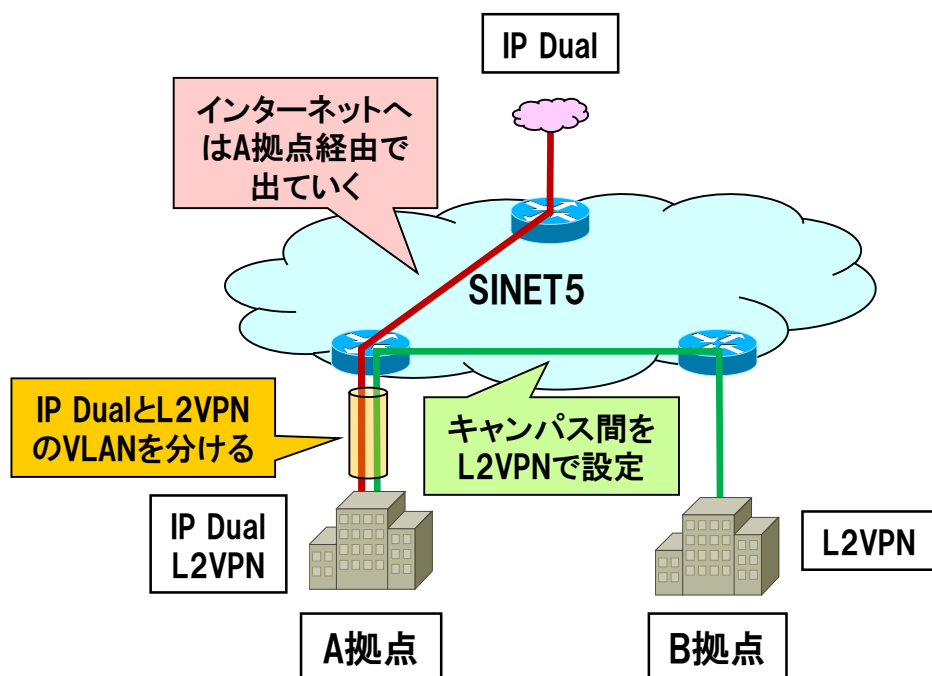 IP Dual
インターネットへ
はA拠点経由で
出ていく
SINET5
IP DualとL2VPN
のVLANを分ける
キャンパス間を
L2VPNで設定
IP Dual
L2VPN
L2VPN
A拠点
B拠点